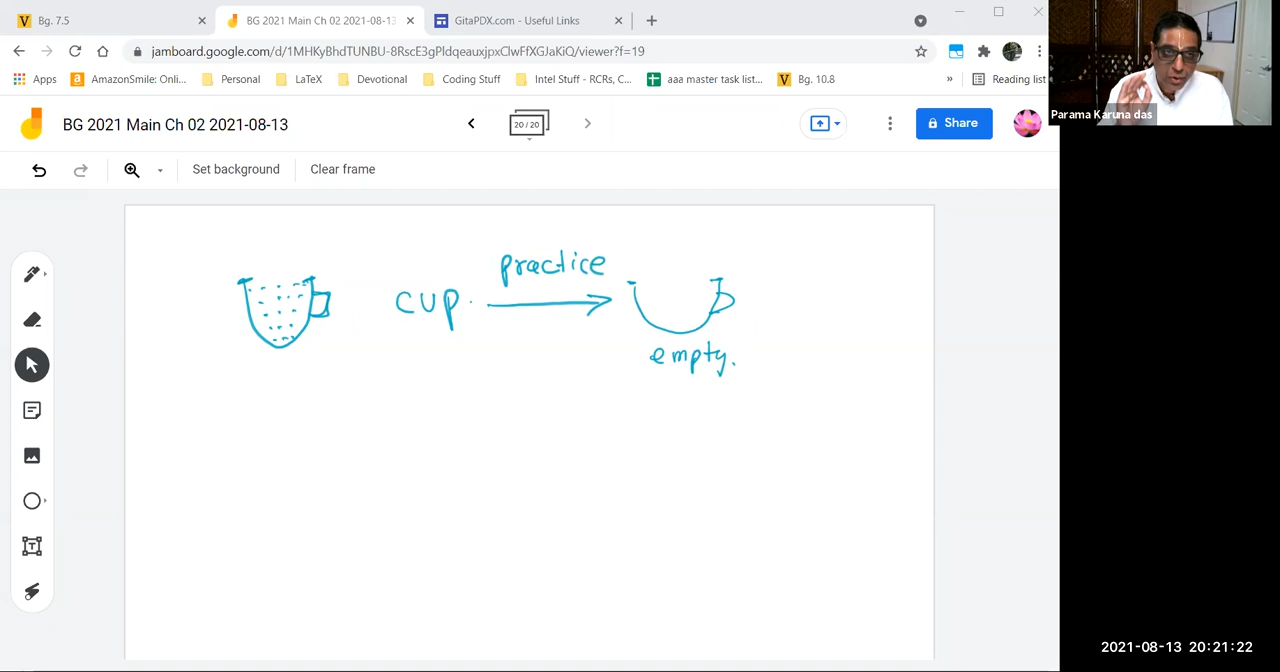 Bg. 7.5
BG 2021 Main Ch 02 2021-08-13
GitaPDX.com - Useful Links
jamboard.google.com/d/1MHKyBhdTUNBU-8RscE3gPldqeauxjpxClwFfXGJaKiQ/viewer?f=19
Apps
AmazonSmile: Onli...
Personal
LaTeX
Devotional
Coding Stuff
Intel Stuff - RCRs, C...
aaa master task list...
Bg. 10.8
»
Reading list
Parama Karuna das
BG 2021 Main Ch 02 2021-08-13
20 / 20
Share
Set background
Clear frame
practice
cup.
empty.
2021-08-13 20:21:22